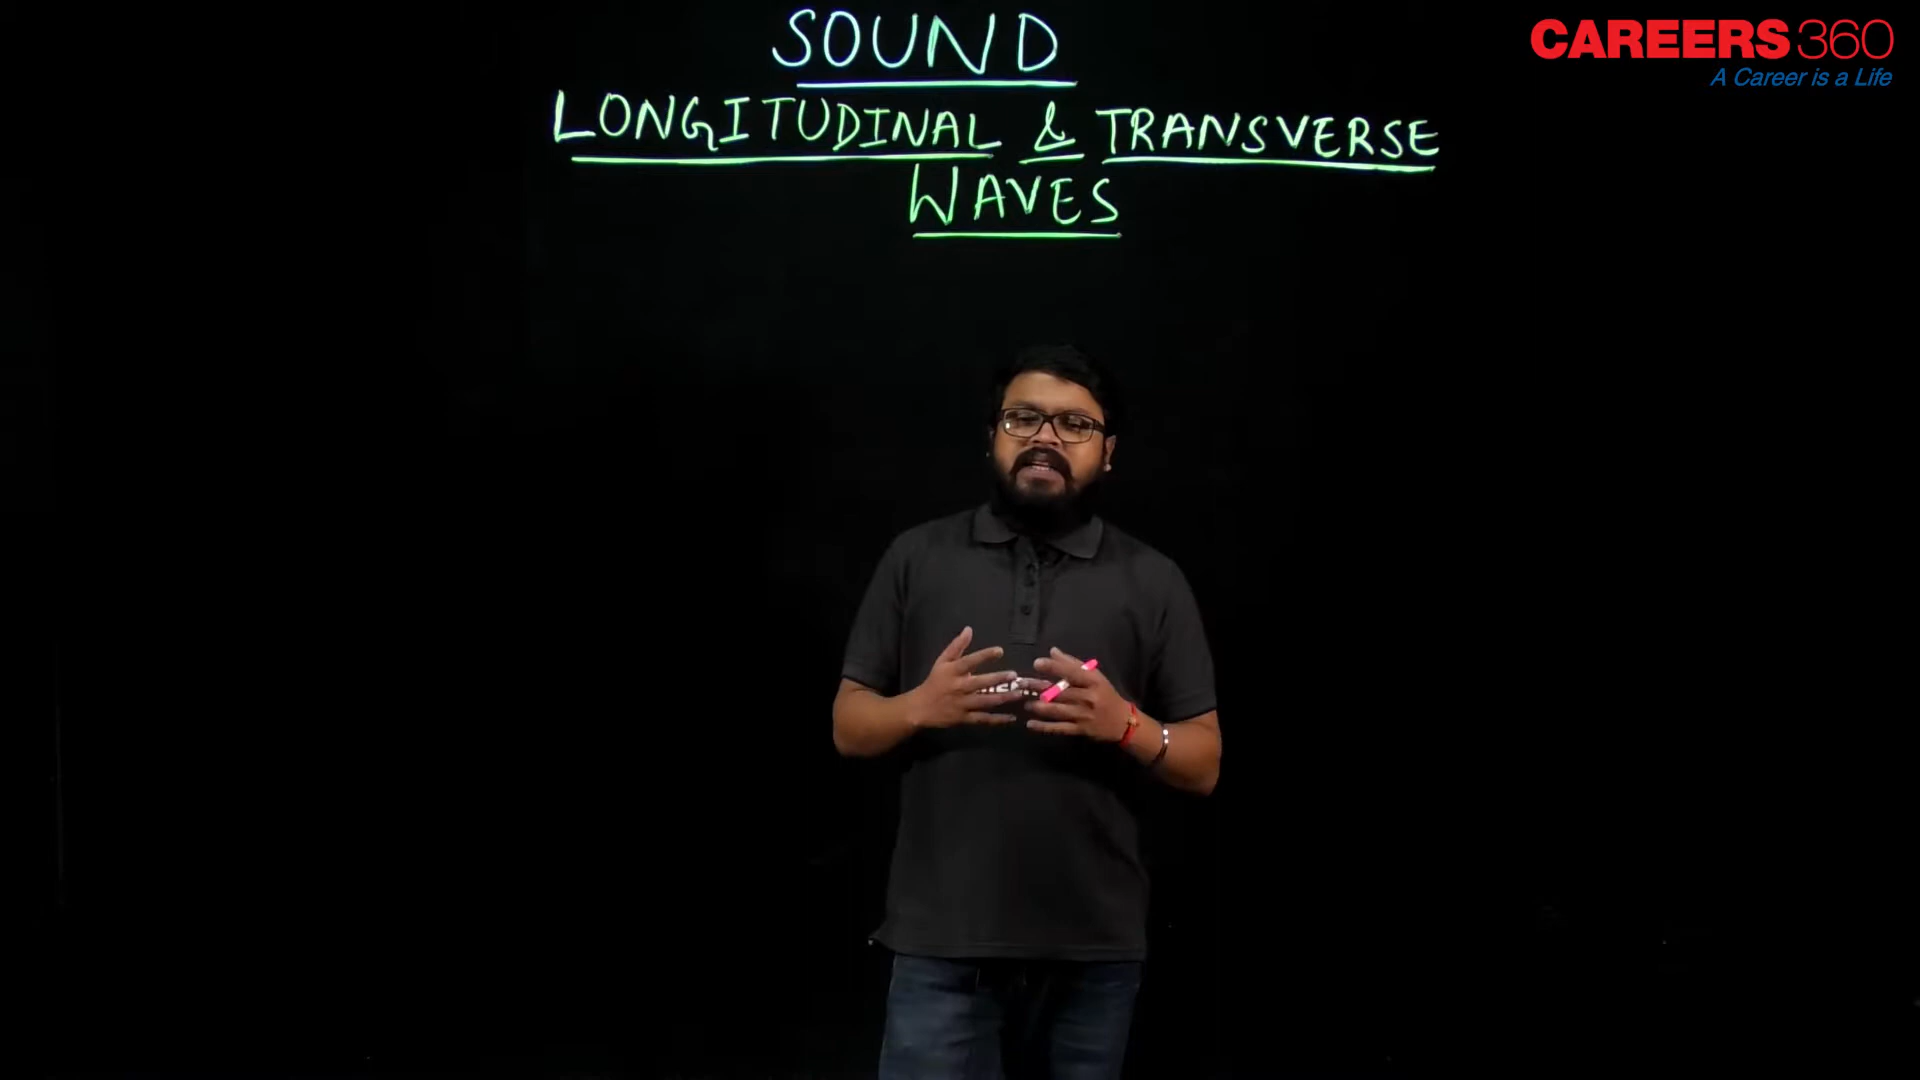 SOUND
LONGITUDINAL & TRANSVERSE
WAVES
CAREERS360
A Career is a Life